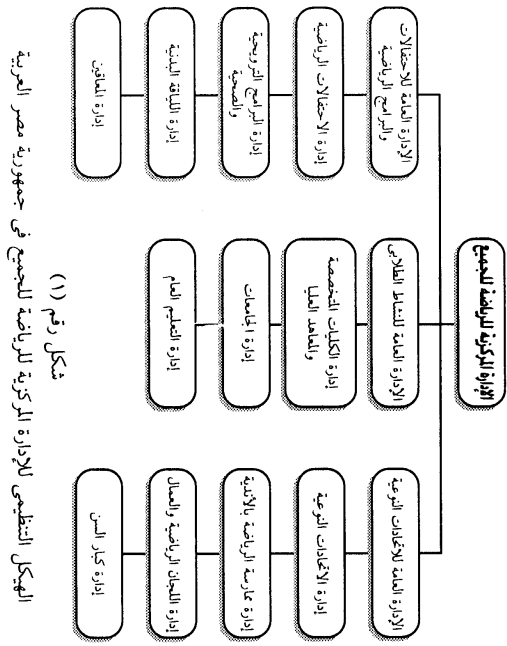 الإدارة المركزية للرياضة للجميع
الإدارة العامة للاحتفالات
والبرامج الرياضية
إدارة الاحتفالات الرياضية
إدارة البرامج الترويحية
والصحية
إدارة اللياقة البدنية
إدارة المعاقين
الإدارة العامة للنشاط الطلابى
إدارة الكليات المتخصصة
والمعاهد العليا
إدارة الجامعات
إدارة التعليم العام
الإدارة العامة للاتحادات النوعية
إدارة الاتحادات النوعية
إدارة ممارسة الرياضة بالأندية
إدارة اللجان الرياضية والعمال
إدارة كبار السن
شكل رقم (١)
الهيكل التنظيمى للإدارة المركزية للرياضة للجميع فى جمهورية مصر العربية